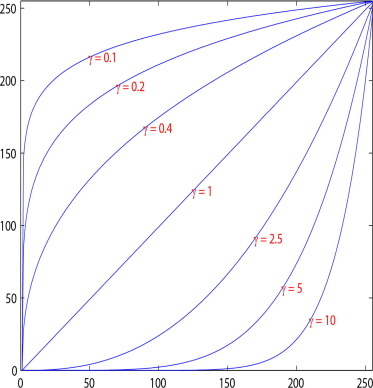 250
γ = 0.1
200
γ = 0.2
γ = 0.4
150
γ = 1
100
γ = 2.5
50
γ = 5
γ = 10
0
0 50 100 150 200 250